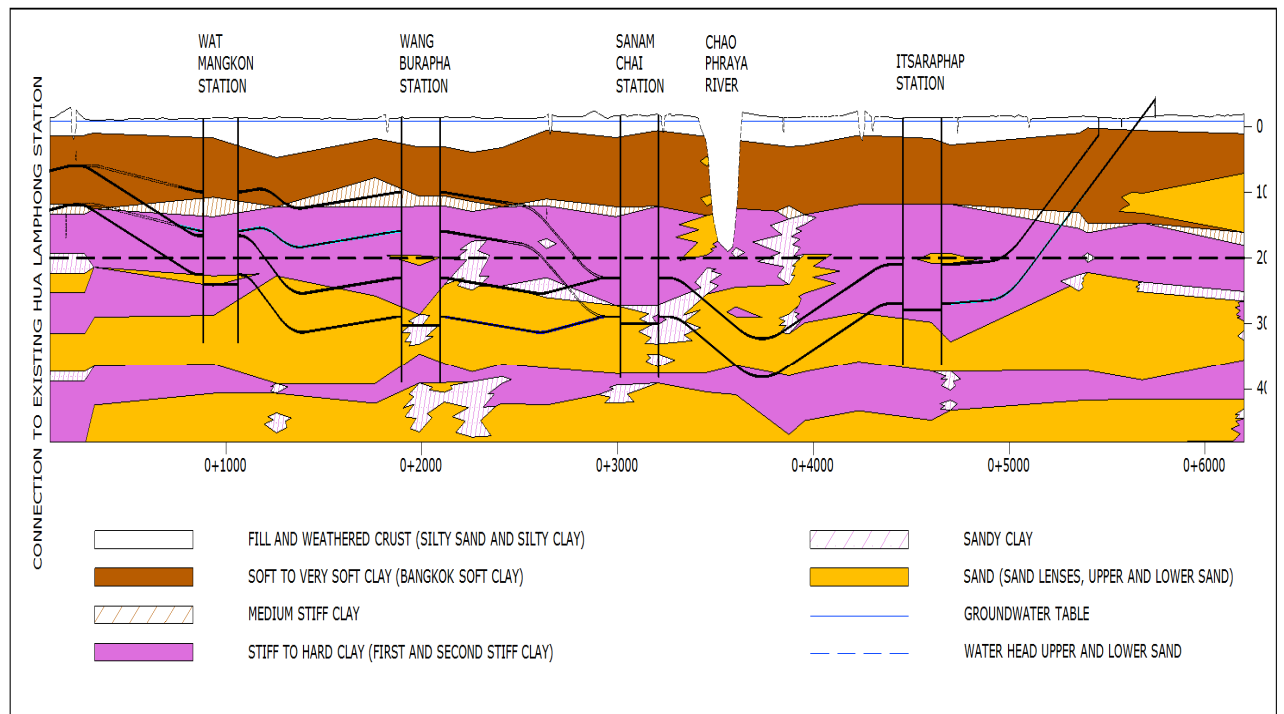 WAT
MANGKON
STATION
WANG
BURAPHA
STATION
SANAM
CHAI
STATION
CHAO
PHRAYA
RIVER
ITSARAPHAP
STATION
CONNECTION TO EXISTING HUA LAMPHONG STATION
0
10
20
30
40
0+1000
0+2000
0+3000
0+4000
0+5000
0+6000
FILL AND WEATHERED CRUST (SILTY SAND AND SILTY CLAY)
SOFT TO VERY SOFT CLAY (BANGKOK SOFT CLAY)
MEDIUM STIFF CLAY
STIFF TO HARD CLAY (FIRST AND SECOND STIFF CLAY)
SANDY CLAY
SAND (SAND LENSES, UPPER AND LOWER SAND)
GROUNDWATER TABLE
WATER HEAD UPPER AND LOWER SAND